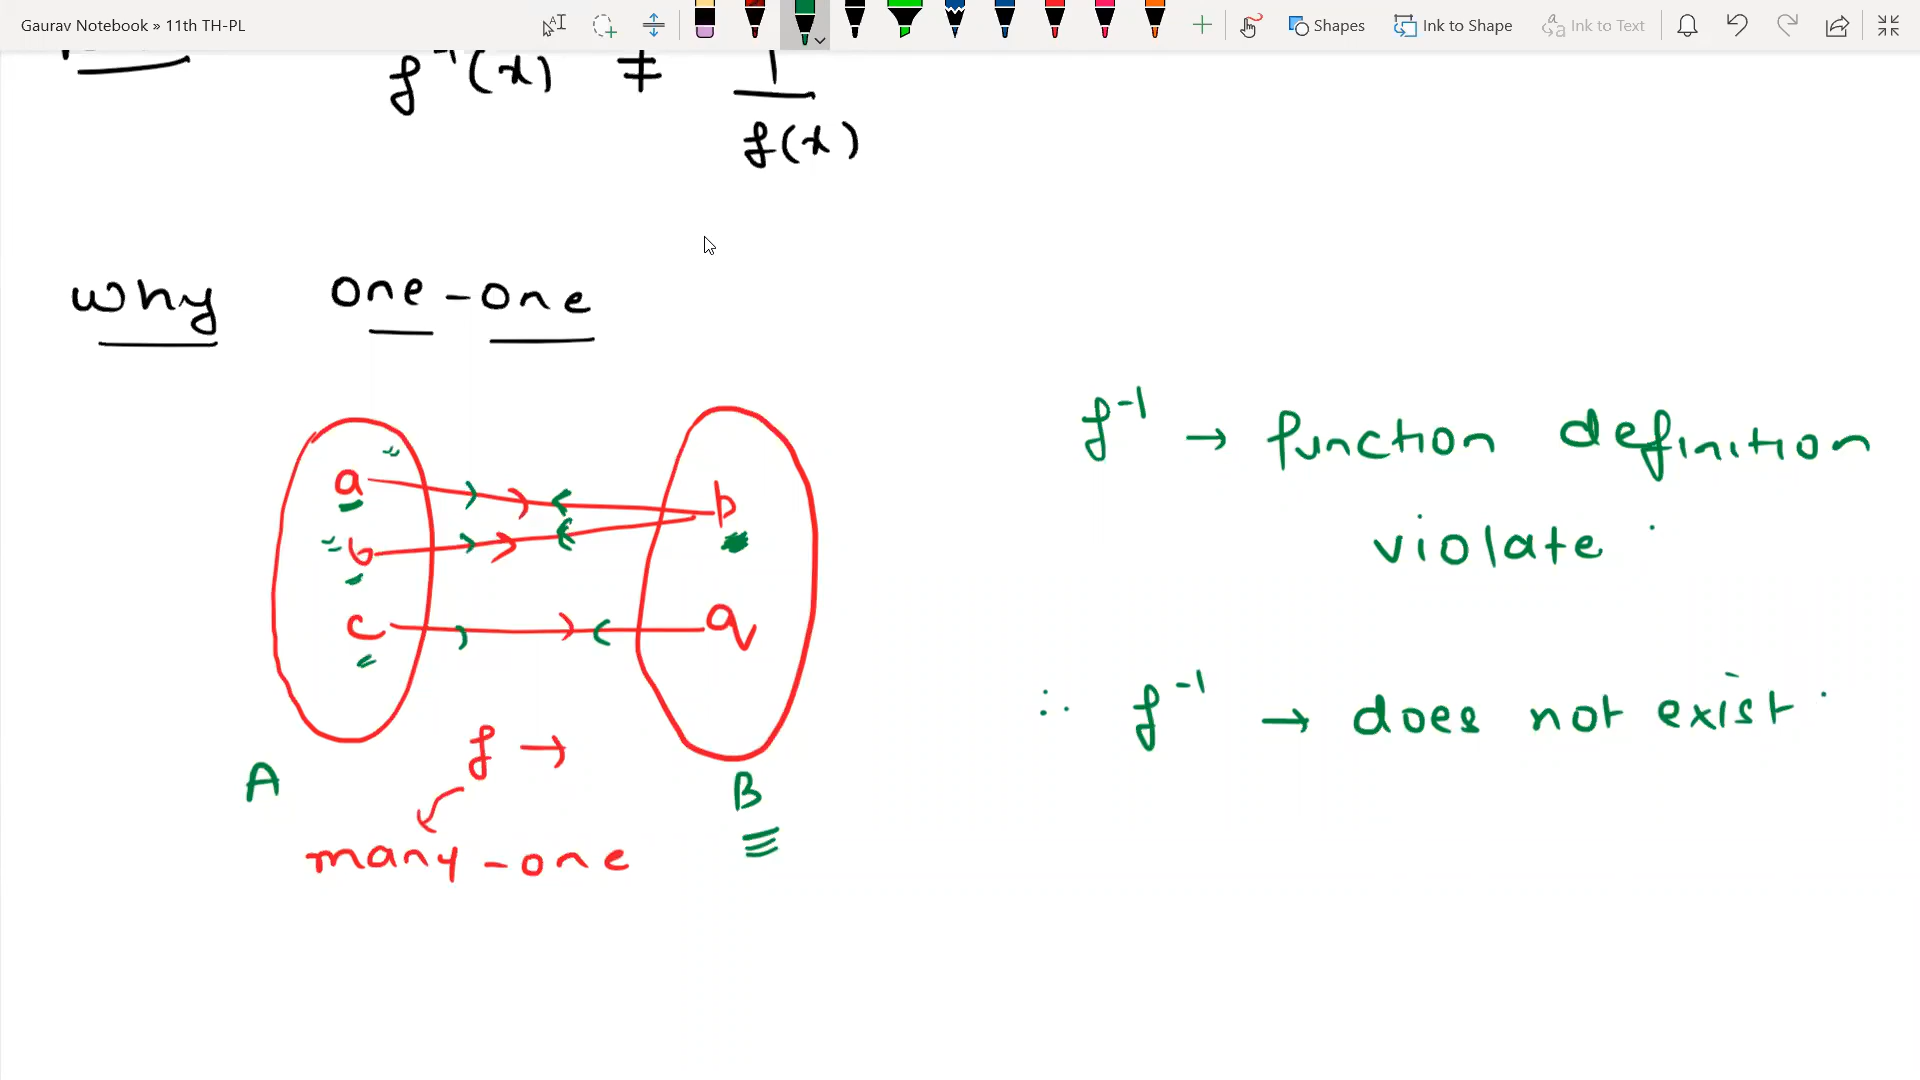 Gaurav Notebook » 11th TH-PL
Shapes
Ink to Shape
Ink to Text
f⁻¹(x) ≠ 1
f(x)
why one-one
a
b
c
p
q
f →
A
B
many-one
f⁻¹ → function definition
violate.
∴ f⁻¹ → does not exist.